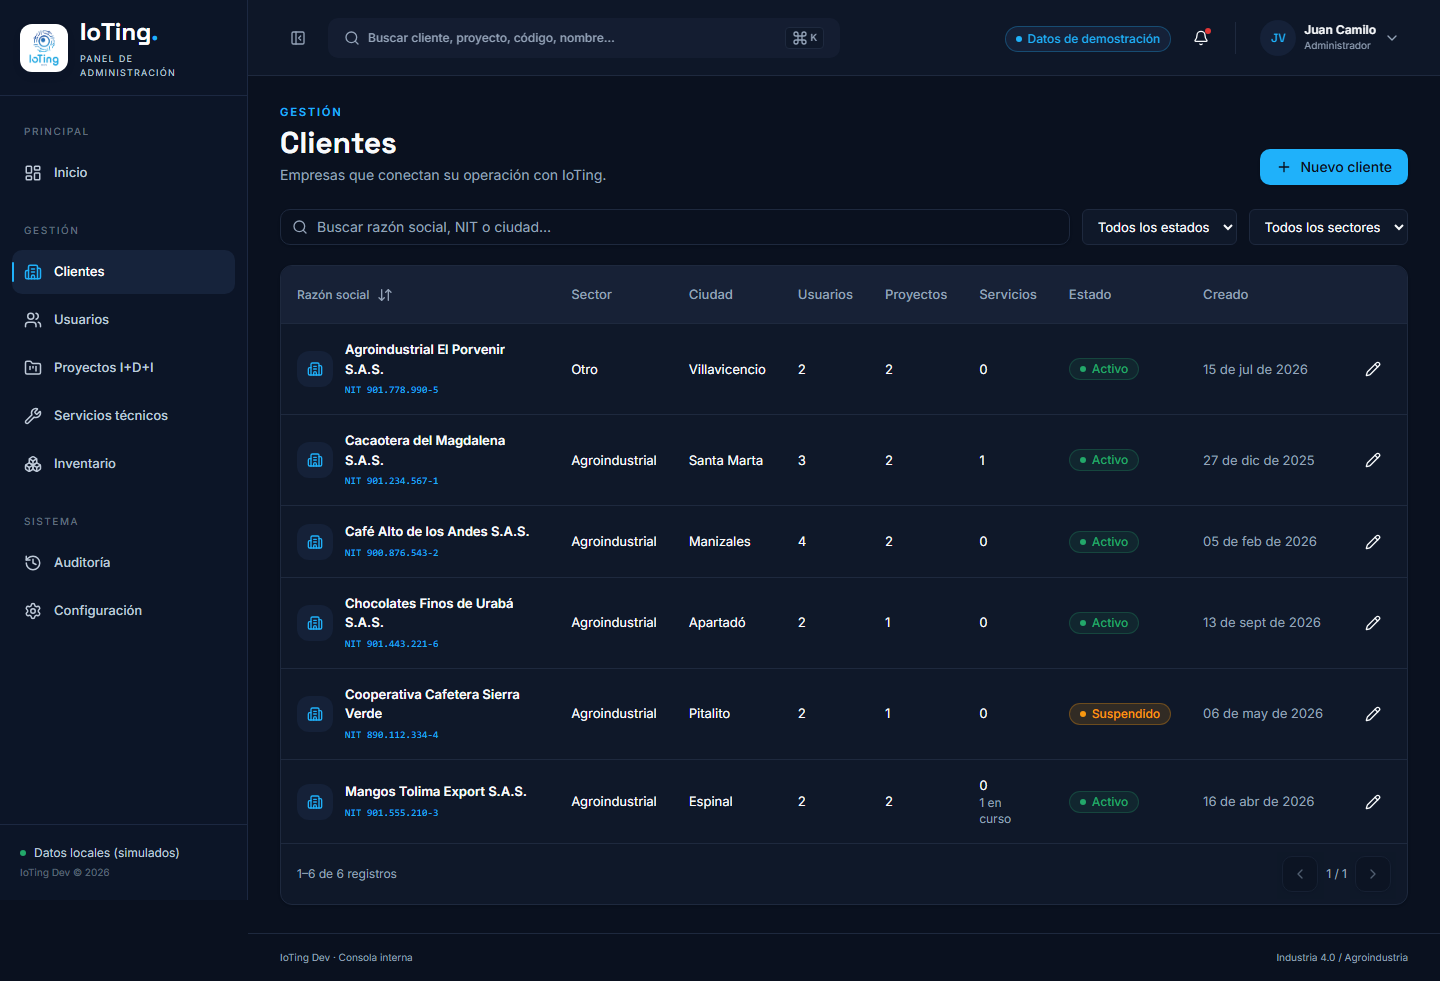 IoTing
IoTing.
PANEL DE
ADMINISTRACIÓN
Buscar cliente, proyecto, código, nombre...
⌘ K
Datos de demostración
JV
Juan Camilo
Administrador
PRINCIPAL
Inicio
GESTIÓN
Clientes
Usuarios
Proyectos I+D+I
Servicios técnicos
Inventario
SISTEMA
Auditoría
Configuración
Datos locales (simulados)
IoTing Dev © 2026
GESTIÓN
Clientes
Empresas que conectan su operación con IoTing.
Nuevo cliente
Buscar razón social, NIT o ciudad...
Todos los estados
Todos los sectores
Razón social Sector Ciudad Usuarios Proyectos Servicios Estado Creado
Agroindustrial El Porvenir
S.A.S.
NIT 901.778.990-5
Otro Villavicencio 2 2 0 Activo 15 de jul de 2026
Cacaotera del Magdalena
S.A.S.
NIT 901.234.567-1
Agroindustrial Santa Marta 3 2 1 Activo 27 de dic de 2025
Café Alto de los Andes S.A.S.
NIT 900.876.543-2
Agroindustrial Manizales 4 2 0 Activo 05 de feb de 2026
Chocolates Finos de Urabá
S.A.S.
NIT 901.443.221-6
Agroindustrial Apartadó 2 1 0 Activo 13 de sept de 2026
Cooperativa Cafetera Sierra
Verde
NIT 890.112.334-4
Agroindustrial Pitalito 2 1 0 Suspendido 06 de may de 2026
Mangos Tolima Export S.A.S.
NIT 901.555.210-3
Agroindustrial Espinal 2 2 0
1 en
curso
Activo 16 de abr de 2026
1–6 de 6 registros
1 / 1
IoTing Dev · Consola interna
Industria 4.0 / Agroindustria